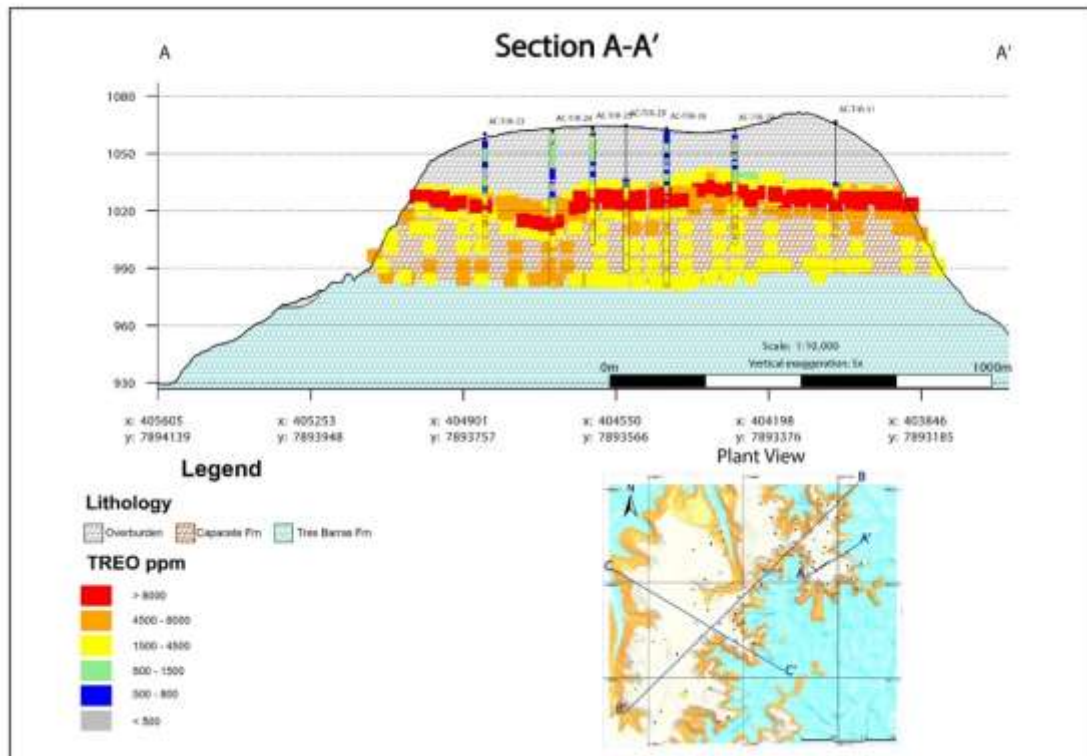 Section A-A'
A
A'
1080
1050
1020
990
960
930
Scale: 1:10,000
Vertical exaggeration: 5x
0m
1000m
x: 405605
y: 7894139
x: 405253
y: 7893948
x: 404901
y: 7893757
x: 404550
y: 7893566
x: 404198
y: 7893376
x: 403846
y: 7893185
Plant View
Legend
Lithology
Overburden
Capacete Fm
Tres Barras Fm
TREO ppm
> 8000
4500 - 8000
1500 - 4500
500 - 1500
< 500
N
B
A'
A
C
C'